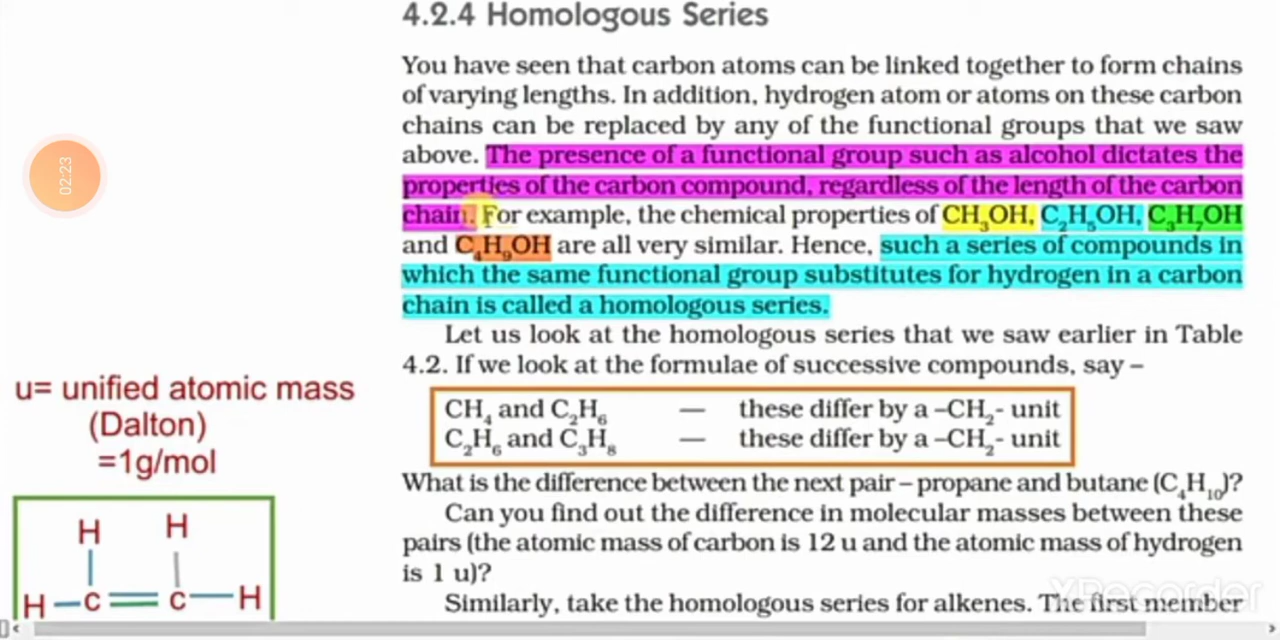 4.2.4 Homologous Series
You have seen that carbon atoms can be linked together to form chains
of varying lengths. In addition, hydrogen atom or atoms on these carbon
chains can be replaced by any of the functional groups that we saw
above. The presence of a functional group such as alcohol dictates the
properties of the carbon compound, regardless of the length of the carbon
chain. For example, the chemical properties of CH₃OH, C₂H₅OH, C₃H₇OH
and C₄H₉OH are all very similar. Hence, such a series of compounds in
which the same functional group substitutes for hydrogen in a carbon
chain is called a homologous series.
Let us look at the homologous series that we saw earlier in Table
4.2. If we look at the formulae of successive compounds, say –
CH₄ and C₂H₆ — these differ by a –CH₂- unit
C₂H₆ and C₃H₈ — these differ by a –CH₂- unit
What is the difference between the next pair – propane and butane (C₄H₁₀)?
Can you find out the difference in molecular masses between these
pairs (the atomic mass of carbon is 12 u and the atomic mass of hydrogen
is 1 u)?
Similarly, take the homologous series for alkenes. The first member
02:23
u= unified atomic mass
(Dalton)
=1g/mol
H H
H C C H
XRecorder